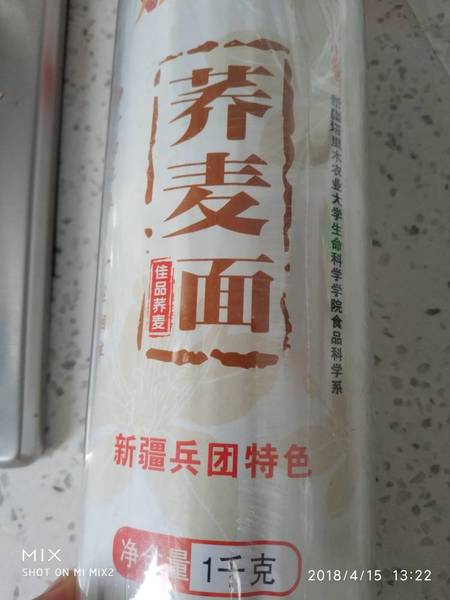 荞麦面
佳品荞麦
新疆塔里木农业大学生命科学学院食品科学系
新疆兵团特色
净含量 1千克
MIX
SHOT ON MI MIX2
2018/4/15 13:22